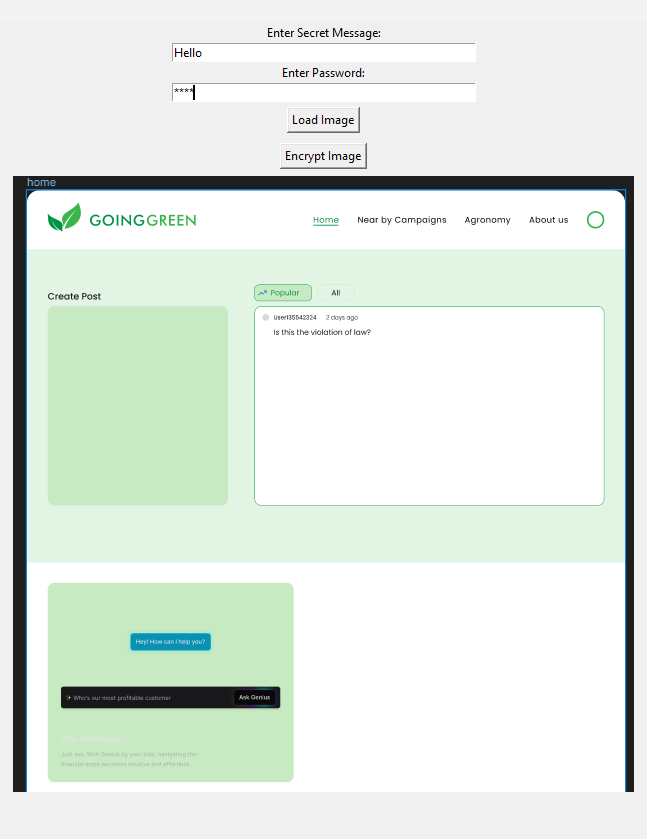 Enter Secret Message:
Hello
Enter Password:
****
Load Image
Encrypt Image
home
GOINGGREEN
Home Near by Campaigns Agronomy About us
Create Post
Popular All
User135542324 2 days ago
Is this the violation of law?
Hey! How can I help you?
Who's our most profitable customer
Ask Genius
Just ask. With Genius by your side, navigating the
financial maze becomes intuitive and effortless.